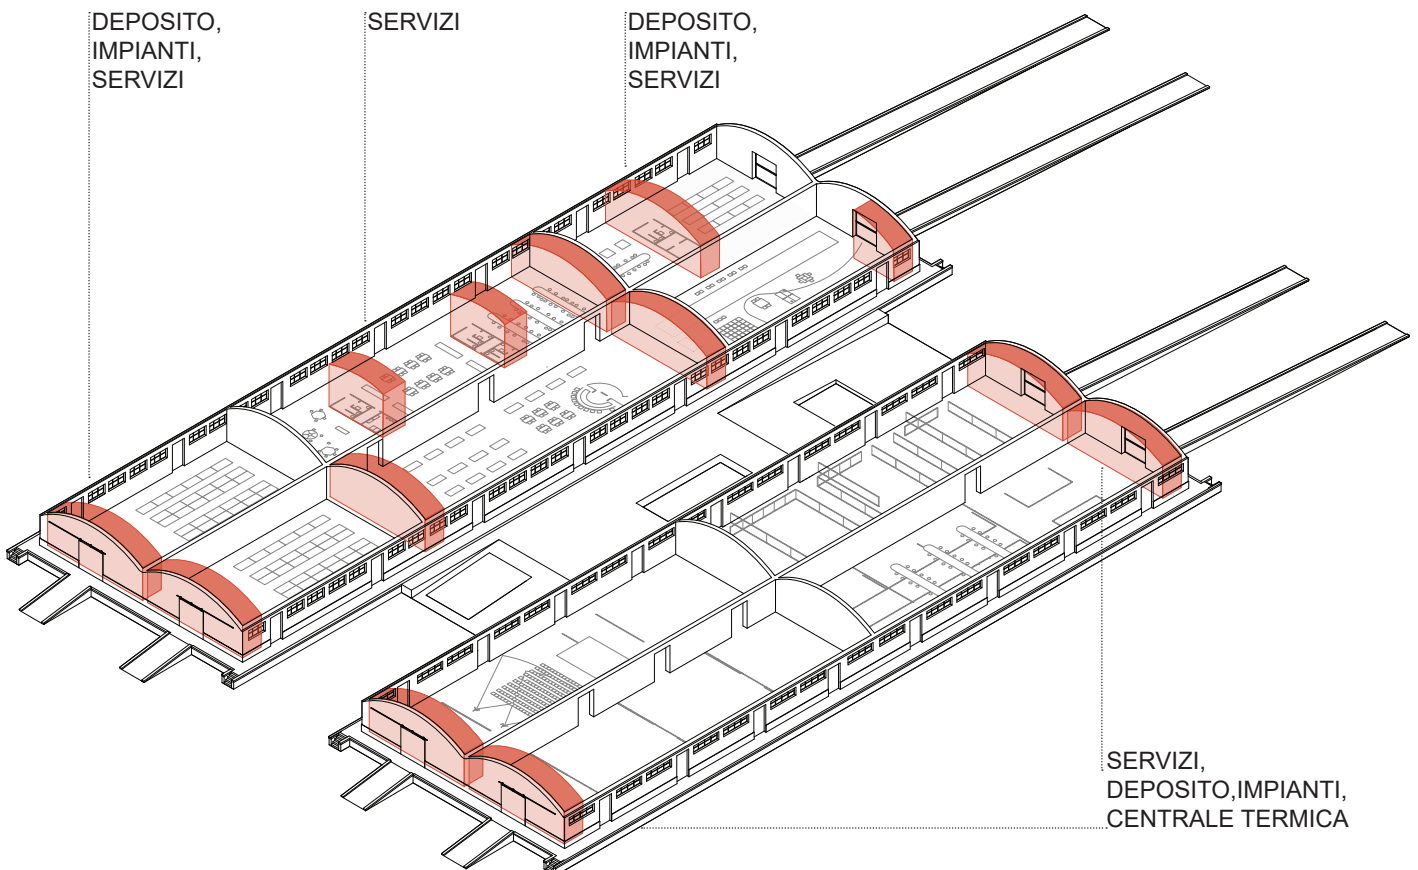 DEPOSITO,
IMPIANTI,
SERVIZI
SERVIZI
DEPOSITO,
IMPIANTI,
SERVIZI
SERVIZI,
DEPOSITO,IMPIANTI,
CENTRALE TERMICA